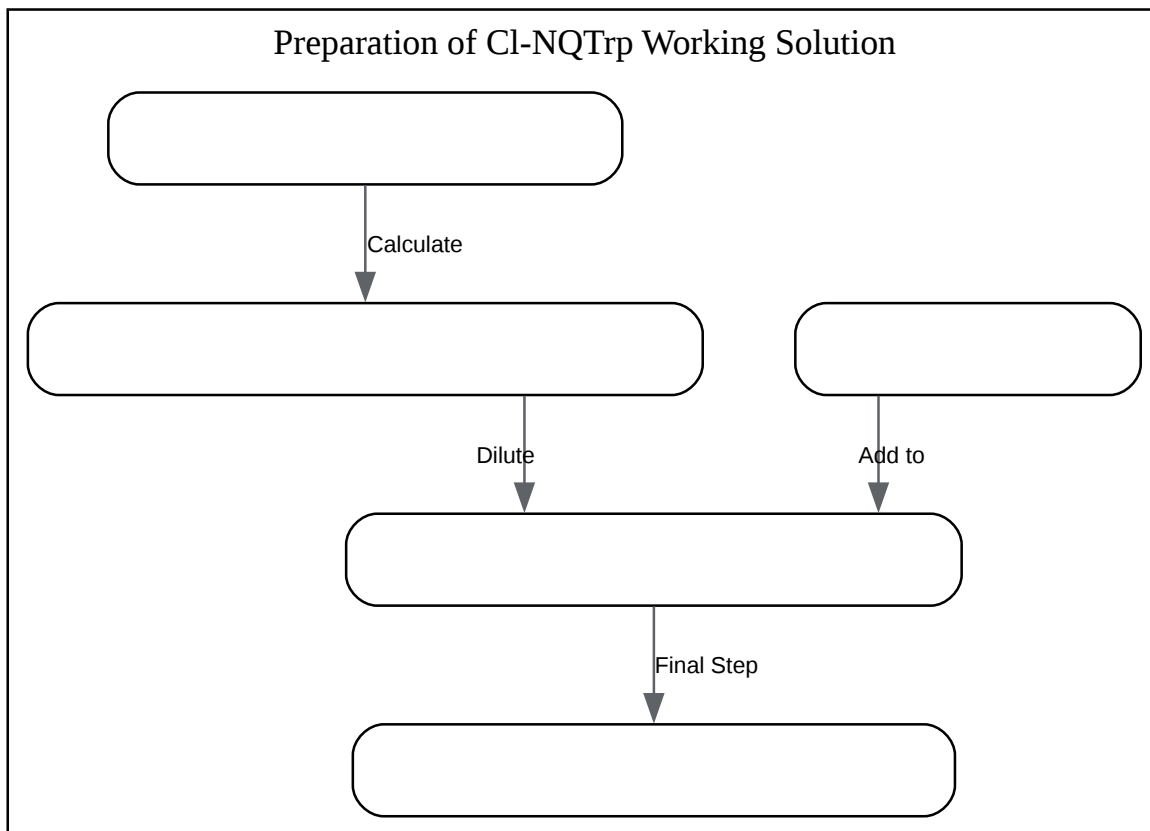 Preparation of Cl-NQTrp Working Solution
Calculate
Dilute
Add to
Final Step